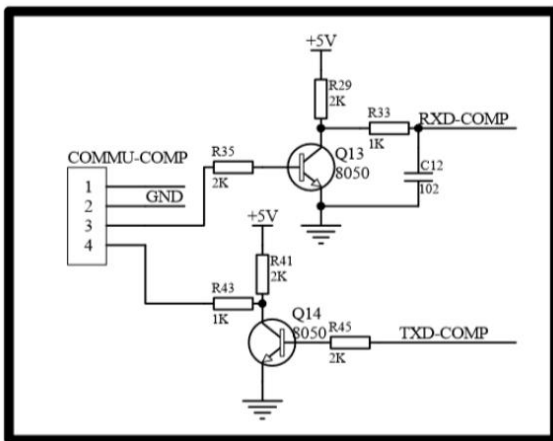 +5V
R29
2K
R33
RXD-COMP
1K
R35
Q13
COMMU-COMP
8050
C12
2K
102
1
GND
2
3
+5V
4
R41
2K
R43
Q14
1K
8050
R45
TXD-COMP
2K